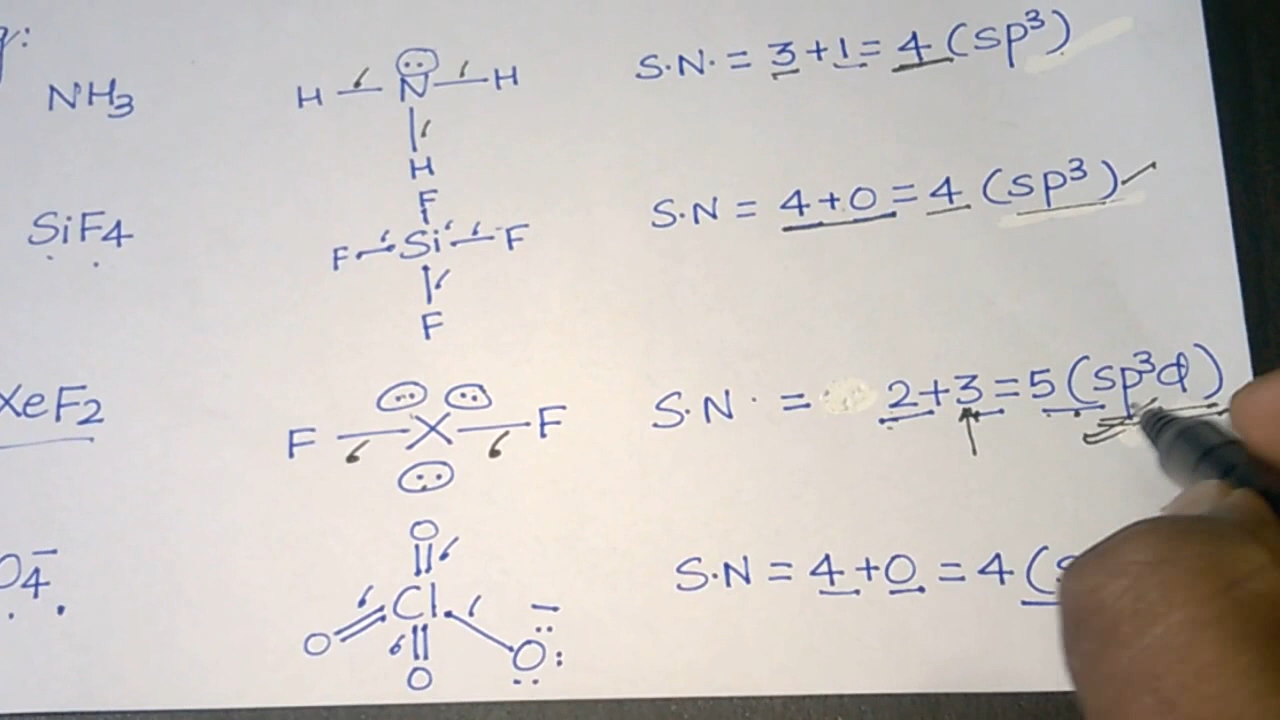 NH3
H — N — H
H
S.N. = 3+1 = 4 (sp³)
SiF4
F
F — Si — F
F
S.N = 4+0 = 4 (sp³)
XeF2
F — X — F
S.N. = 2+3 = 5 (sp³d)
O4⁻
O
Cl
O
O
O⁻
S.N = 4+0 = 4 (